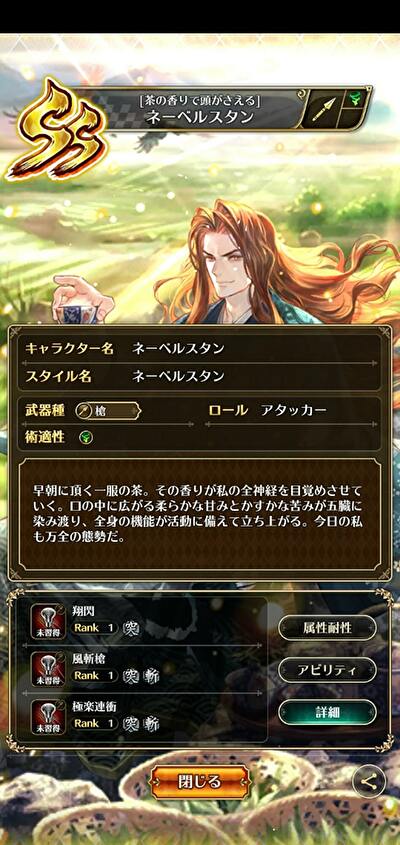 SS
[茶の香りで頭がさえる]
ネーベルスタン
キャラクター名 ネーベルスタン
スタイル名 ネーベルスタン
武器種 槍 ロール アタッカー
術適性
早朝に頂く一服の茶。その香りが私の全神経を目覚めさせて
いく。口の中に広がる柔らかな甘みとかすかな苦みが五臓に
染み渡り、全身の機能が活動に備えて立ち上がる。今日の私
も万全の態勢だ。
翔閃
未習得 Rank 1 突
属性耐性
風斬槍
未習得 Rank 1 突 斬
アビリティ
極楽連衝
未習得 Rank 1 突 斬
詳細
閉じる